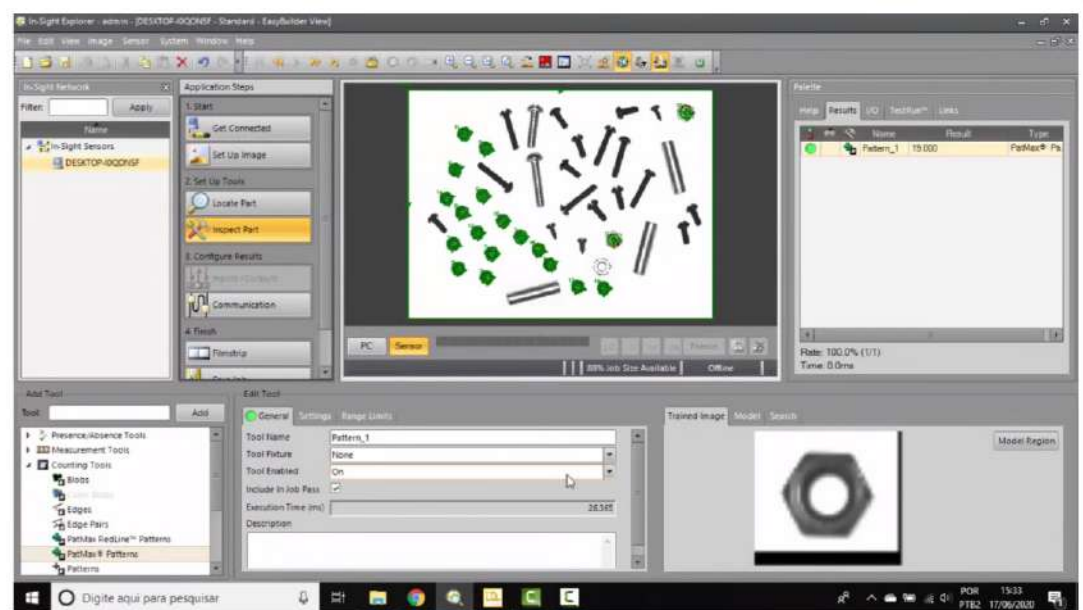 In-Sight Explorer - admin - [DESKTOP-I0QDNSF - Standard - EasyBuilder View]
File Edit View Image Sensor System Window Help
In-Sight Network
Filter: Apply
Name
In-Sight Sensors
DESKTOP-I0QDNSF
Application Steps
1. Start
Get Connected
Set Up Image
2. Set Up Tools
Locate Part
Inspect Part
3. Configure Results
Communication
4. Finish
Filmstrip
PC Sensor
88% Job Size Available Offline
Palette
Help Results I/O TestRun™ Links
Name Result Type
Pattern_1 19.000 PatMax® Pa
Rate: 100.0% (1/1)
Time: 0.0ms
Add Tool
Tool: Add
Presence/Absence Tools
Measurement Tools
Counting Tools
Blobs
Edges
Edge Pairs
PatMax RedLine™ Patterns
PatMax® Patterns
Patterns
Edit Tool
General Settings Range Limits
Tool Name Pattern_1
Tool Fixture None
Tool Enabled On
Include in Job Pass
Execution Time (ms)
Description
Trained Image Model Search
Model Region
Digite aqui para pesquisar
POR 15:33
PTB2 17/06/2020